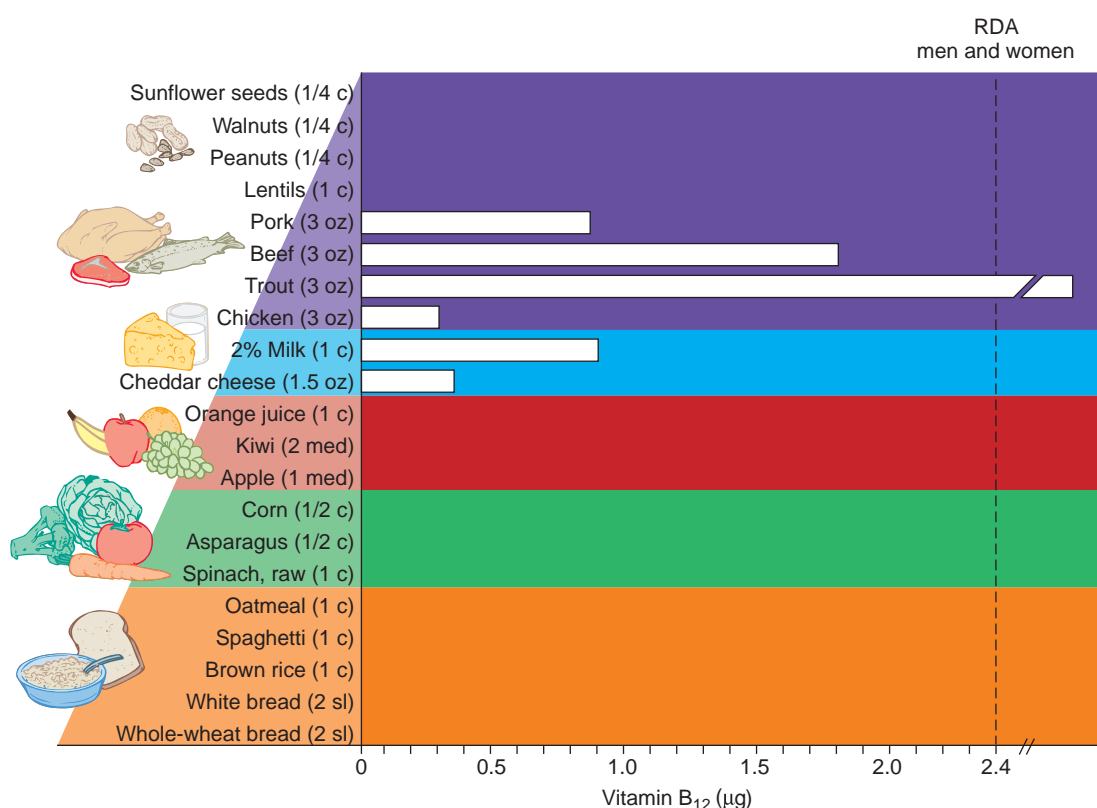 RDA
men and women
Sunflower seeds (1/4 c)
Walnuts (1/4 c)
Peanuts (1/4 c)
Lentils (1 c)
Pork (3 oz)
Beef (3 oz)
Trout (3 oz)
Chicken (3 oz)
2% Milk (1 c)
Cheddar cheese (1.5 oz)
Orange juice (1 c)
Kiwi (2 med)
Apple (1 med)
Corn (1/2 c)
Asparagus (1/2 c)
Spinach, raw (1 c)
Oatmeal (1 c)
Spaghetti (1 c)
Brown rice (1 c)
White bread (2 sl)
Whole-wheat bread (2 sl)
0 0.5 1.0 1.5 2.0 2.4
Vitamin B12 (μg)